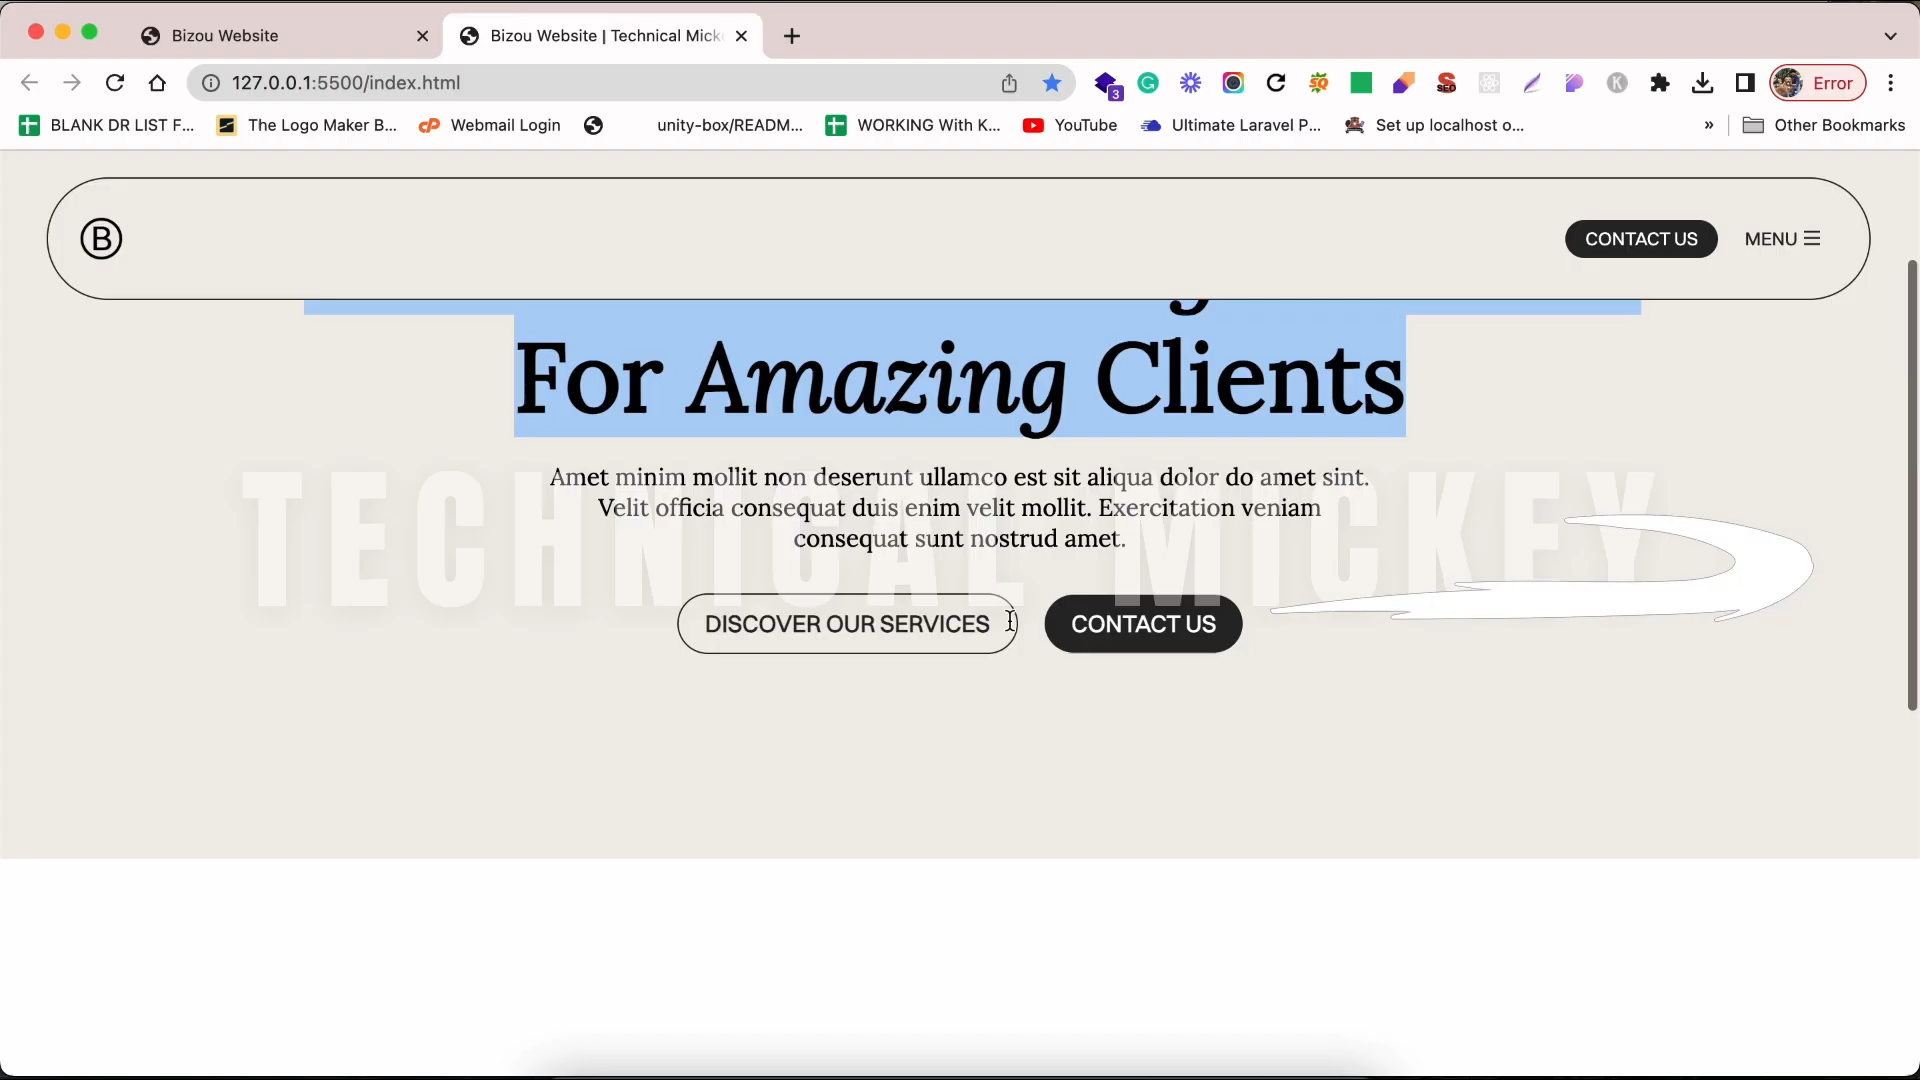 Bizou Website
Bizou Website | Technical Mick
127.0.0.1:5500/index.html
3
Error
BLANK DR LIST F...
The Logo Maker B...
Webmail Login
unity-box/READM...
WORKING With K...
YouTube
Ultimate Laravel P...
Set up localhost o...
»
Other Bookmarks
B
CONTACT US
MENU
For Amazing Clients
Amet minim mollit non deserunt ullamco est sit aliqua dolor do amet sint.
Velit officia consequat duis enim velit mollit. Exercitation veniam
consequat sunt nostrud amet.
TECHNICAL MICKEY
DISCOVER OUR SERVICES
CONTACT US